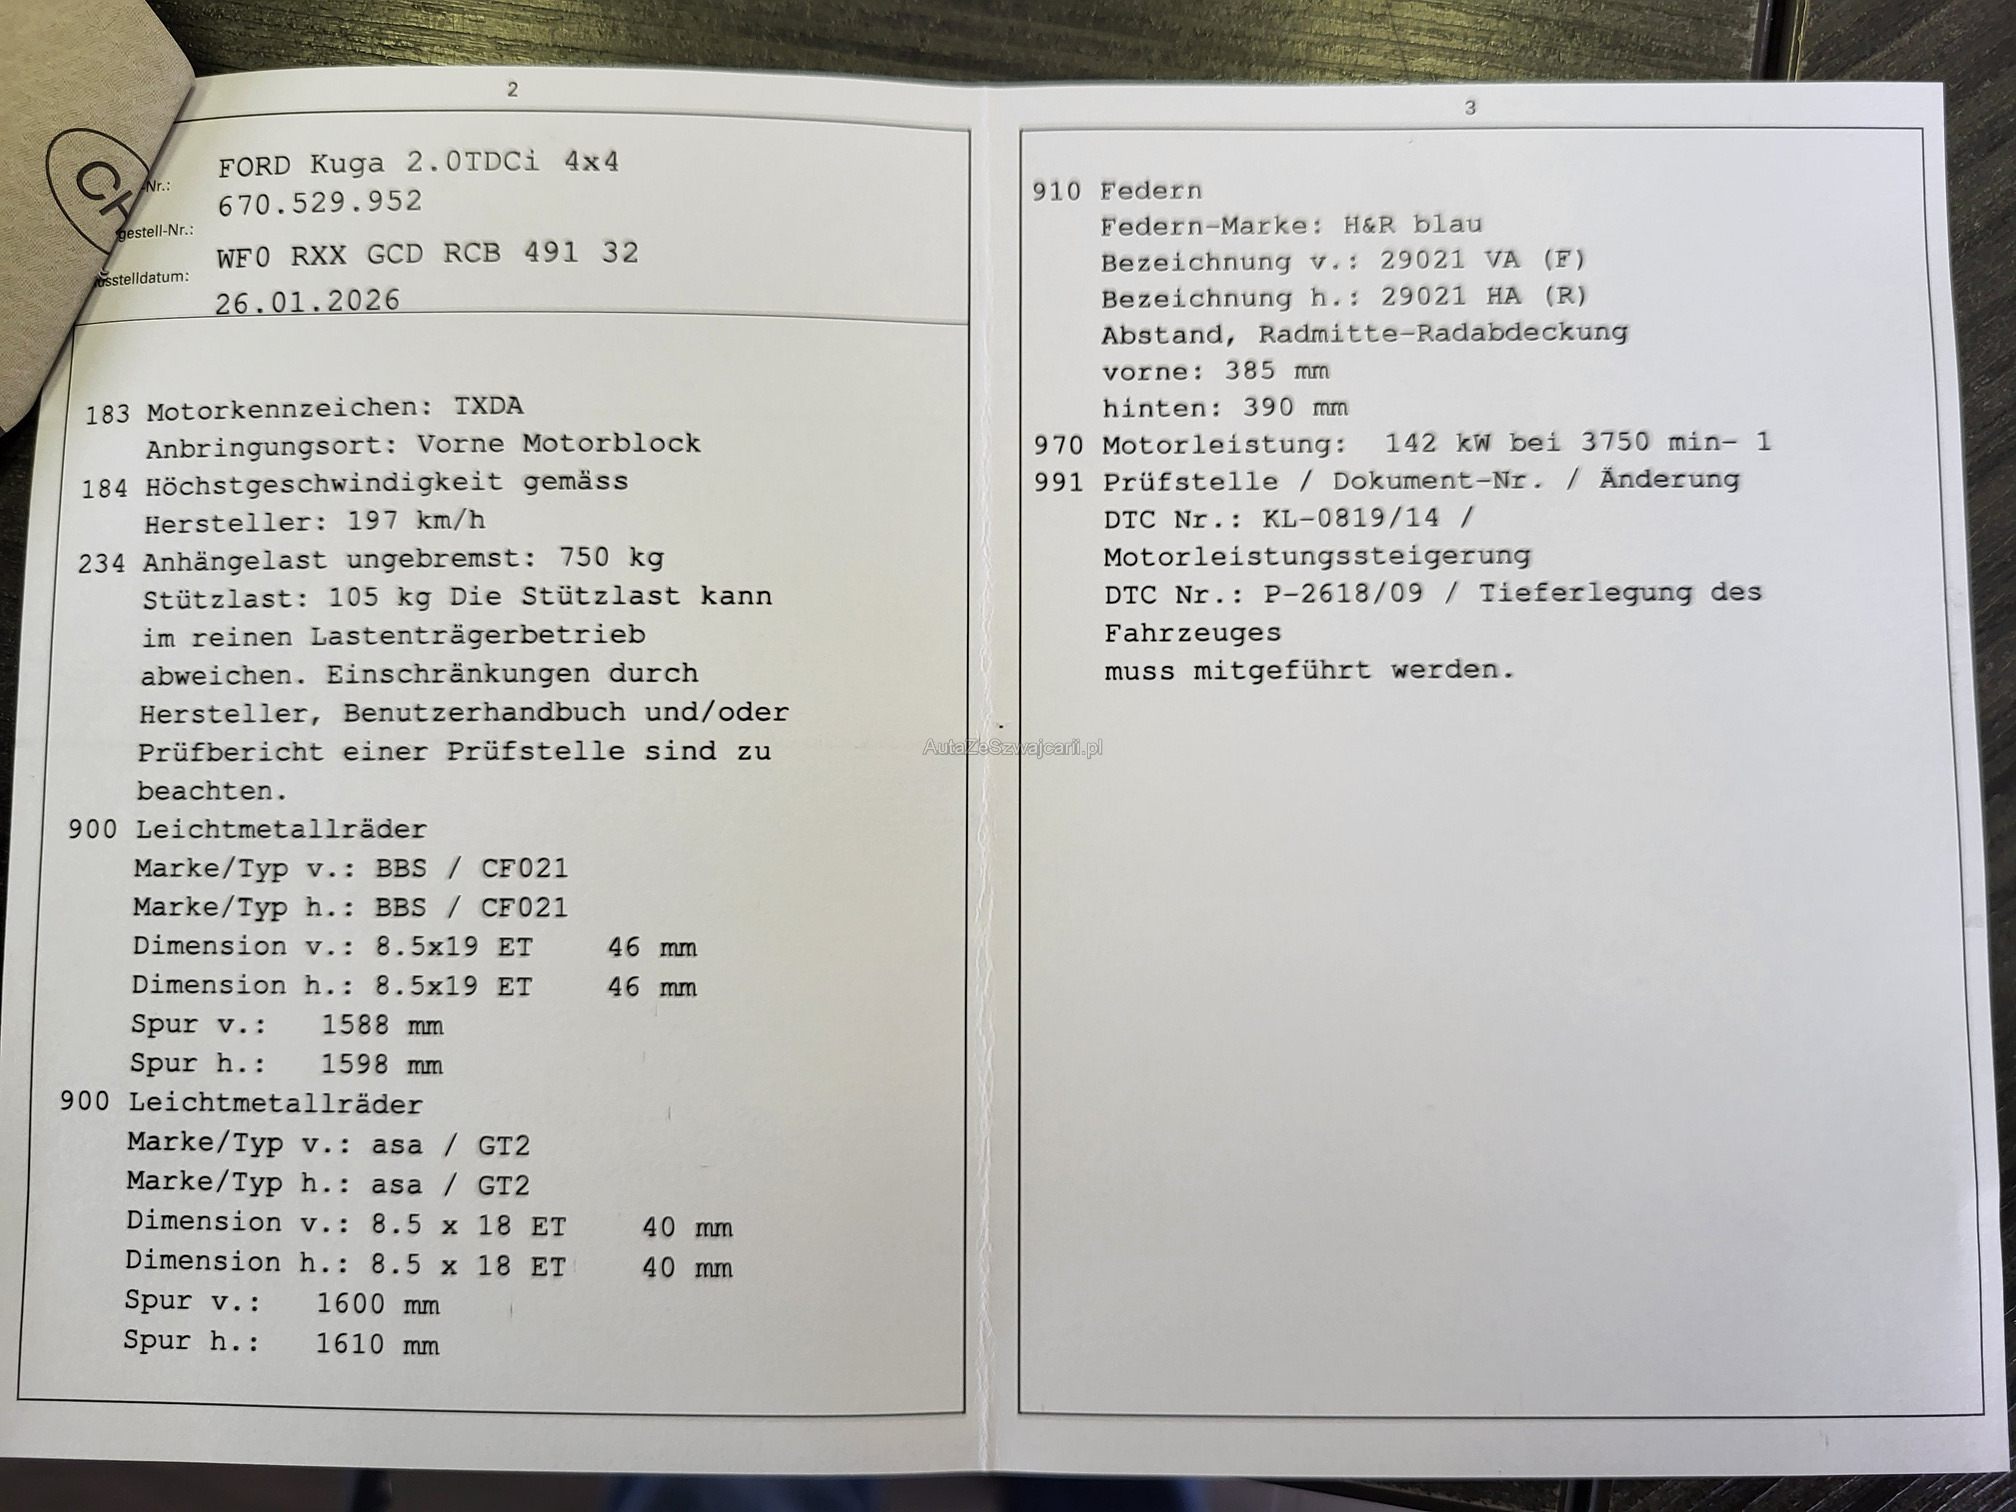 2
FORD Kuga 2.0TDCi 4x4
-Nr.:
670.529.952
gestell-Nr.:
WF0 RXX GCD RCB 491 32
usstelldatum:
26.01.2026
CH
183 Motorkennzeichen: TXDA
Anbringungsort: Vorne Motorblock
184 Höchstgeschwindigkeit gemäss
Hersteller: 197 km/h
234 Anhängelast ungebremst: 750 kg
Stützlast: 105 kg Die Stützlast kann
im reinen Lastenträgerbetrieb
abweichen. Einschränkungen durch
Hersteller, Benutzerhandbuch und/oder
Prüfbericht einer Prüfstelle sind zu
beachten.
900 Leichtmetallräder
Marke/Typ v.: BBS / CF021
Marke/Typ h.: BBS / CF021
Dimension v.: 8.5x19 ET 46 mm
Dimension h.: 8.5x19 ET 46 mm
Spur v.: 1588 mm
Spur h.: 1598 mm
900 Leichtmetallräder
Marke/Typ v.: asa / GT2
Marke/Typ h.: asa / GT2
Dimension v.: 8.5 x 18 ET 40 mm
Dimension h.: 8.5 x 18 ET 40 mm
Spur v.: 1600 mm
Spur h.: 1610 mm
3
910 Federn
Federn-Marke: H&R blau
Bezeichnung v.: 29021 VA (F)
Bezeichnung h.: 29021 HA (R)
Abstand, Radmitte-Radabdeckung
vorne: 385 mm
hinten: 390 mm
970 Motorleistung: 142 kW bei 3750 min- 1
991 Prüfstelle / Dokument-Nr. / Änderung
DTC Nr.: KL-0819/14 /
Motorleistungssteigerung
DTC Nr.: P-2618/09 / Tieferlegung des
Fahrzeuges
muss mitgeführt werden.
AutaZeSzwajcarii.pl